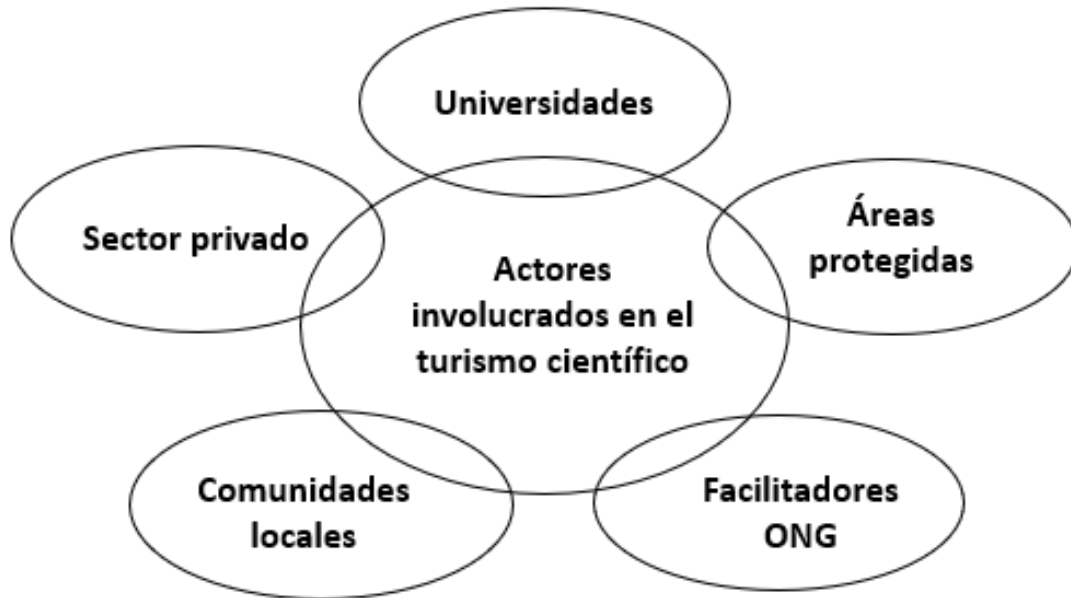 Universidades
Sector privado
Áreas
protegidas
Actores
involucrados en el
turismo científico
Comunidades
locales
Facilitadores
ONG